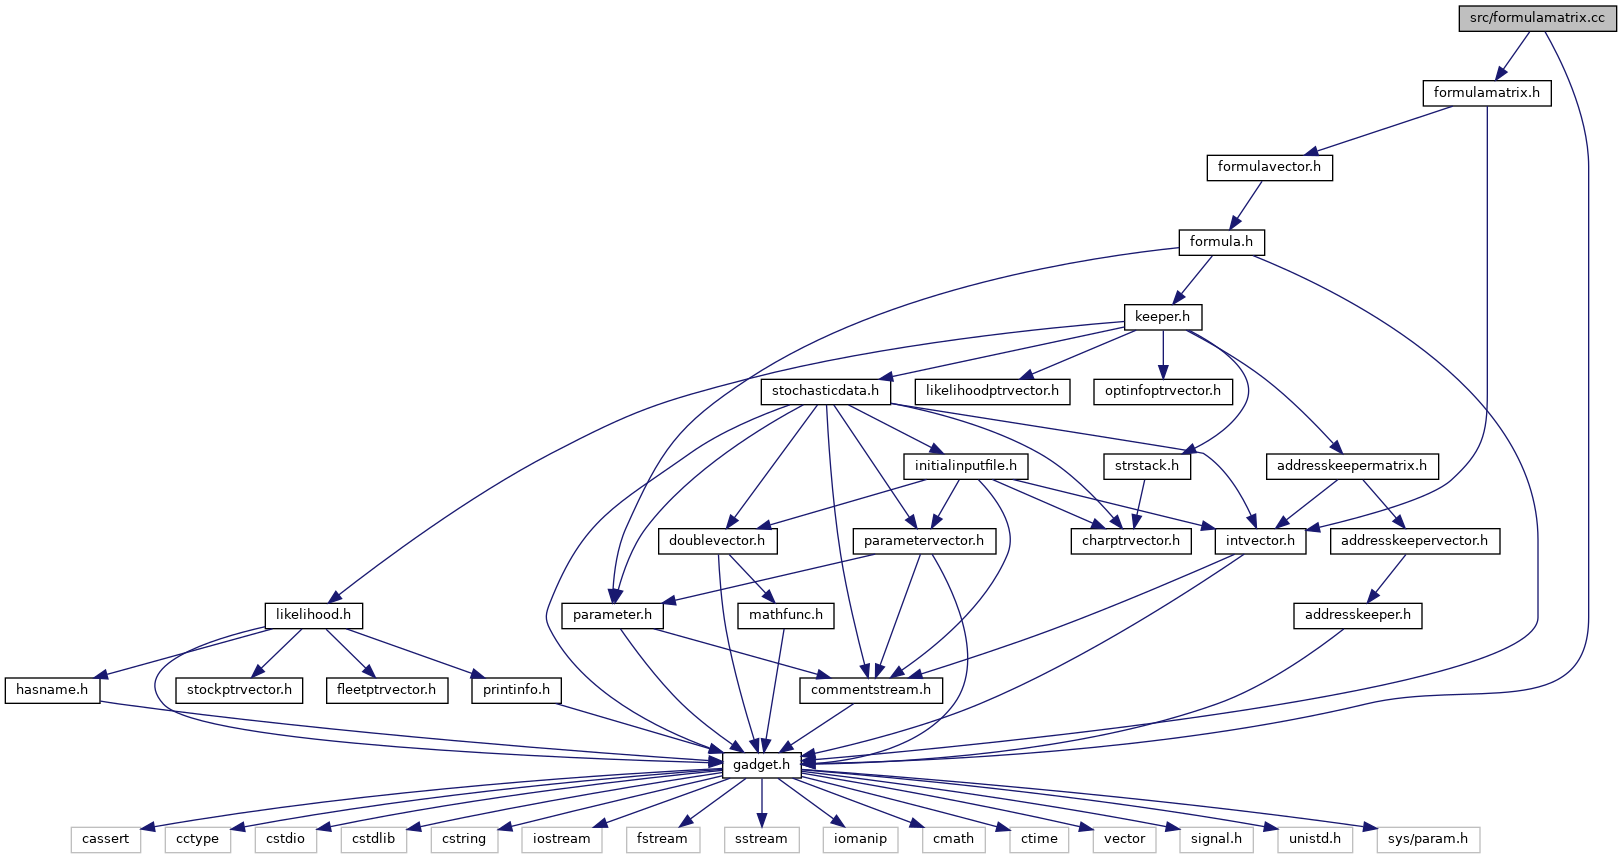 src/formulamatrix.cc
formulamatrix.h
formulavector.h
formula.h
keeper.h
stochasticdata.h
likelihoodptrvector.h
optinfoptrvector.h
initialinputfile.h
strstack.h
addresskeepermatrix.h
doublevector.h
parametervector.h
charptrvector.h
intvector.h
addresskeepervector.h
likelihood.h
parameter.h
mathfunc.h
addresskeeper.h
hasname.h
stockptrvector.h
fleetptrvector.h
printinfo.h
commentstream.h
gadget.h
cassert
cctype
cstdio
cstdlib
cstring
iostream
fstream
sstream
iomanip
cmath
ctime
vector
signal.h
unistd.h
sys/param.h